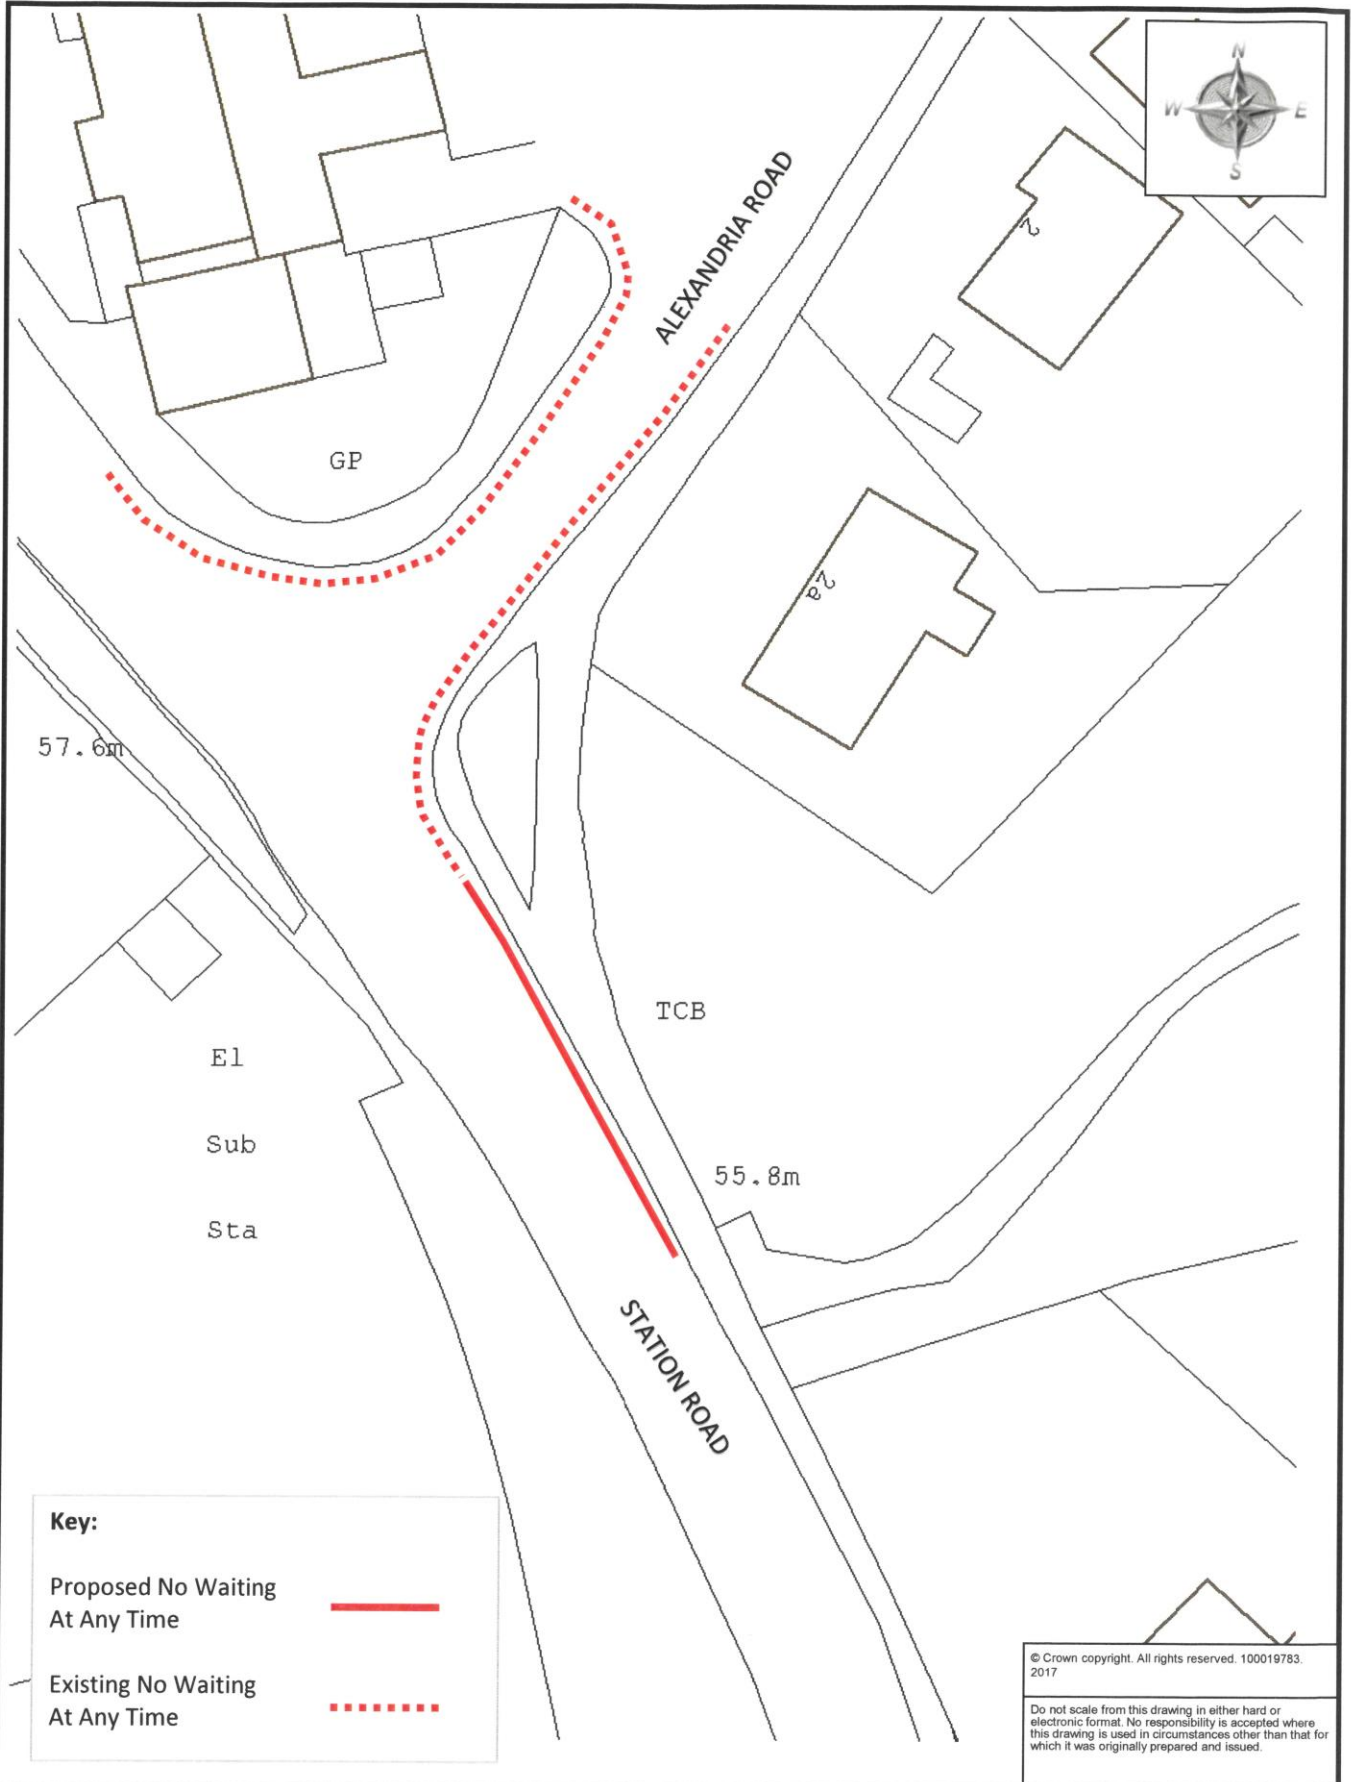 N
W E
S
ALEXANDRIA ROAD
2
GP
2a
57.6m
TCB
El
Sub
Sta
55.8m
STATION ROAD
Key:
Proposed No Waiting
At Any Time
Existing No Waiting
At Any Time
© Crown copyright. All rights reserved. 100019783.
2017
Do not scale from this drawing in either hard or
electronic format. No responsibility is accepted where
this drawing is used in circumstances other than that for
which it was originally prepared and issued.